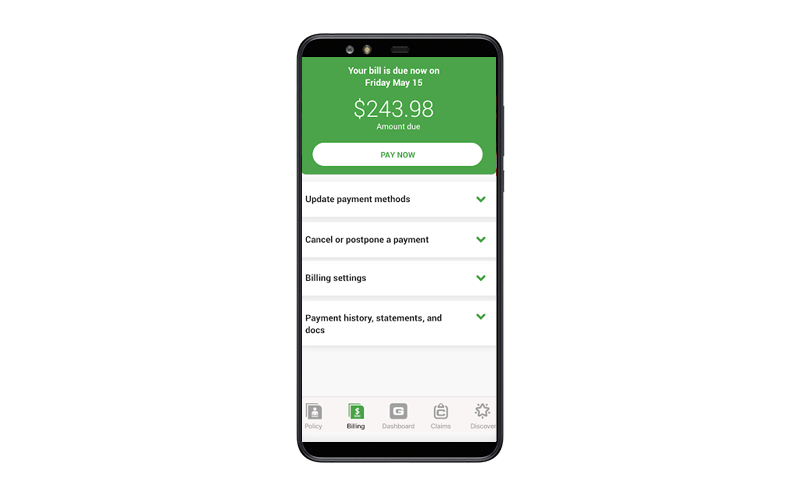 Your bill is due now on
Friday May 15
$243.98
Amount due
PAY NOW
Update payment methods
Cancel or postpone a payment
Billing settings
Payment history, statements, and
docs
Policy Billing Dashboard Claims Discover